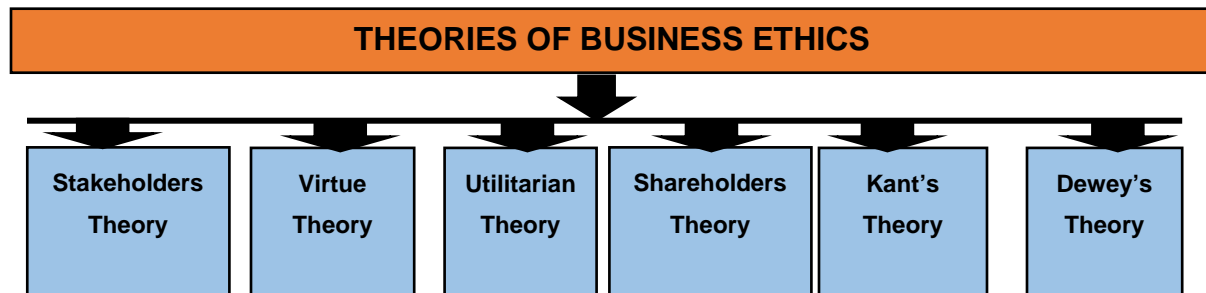 THEORIES OF BUSINESS ETHICS
Stakeholders
Theory
Virtue
Theory
Utilitarian
Theory
Shareholders
Theory
Kant’s
Theory
Dewey’s
Theory